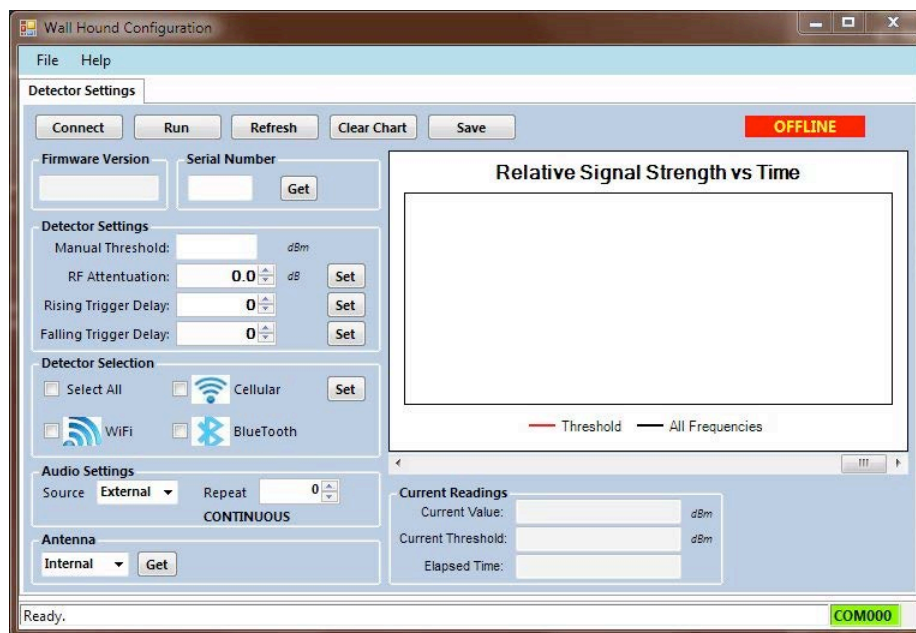 Wall Hound Configuration
File Help
Detector Settings
Connect Run Refresh Clear Chart Save OFFLINE
Firmware Version Serial Number
Get
Detector Settings
Manual Threshold: dBm
RF Attentuation: 0.0 dB Set
Rising Trigger Delay: 0 Set
Falling Trigger Delay: 0 Set
Detector Selection
Select All Cellular Set
WiFi BlueTooth
Audio Settings
Source External Repeat 0
CONTINUOUS
Antenna
Internal Get
Relative Signal Strength vs Time
Threshold All Frequencies
Current Readings
Current Value: dBm
Current Threshold: dBm
Elapsed Time:
Ready. COM000